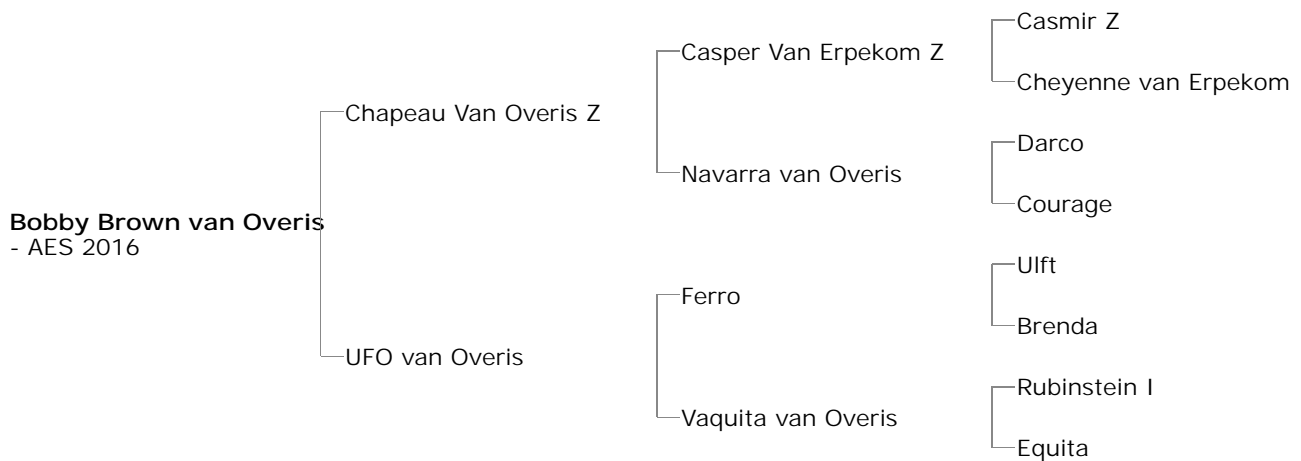 Casmir Z
Casper Van Erpekom Z
Cheyenne van Erpekom
Chapeau Van Overis Z
Darco
Navarra van Overis
Courage
Bobby Brown van Overis
- AES 2016
Ulft
Ferro
Brenda
UFO van Overis
Rubinstein I
Vaquita van Overis
Equita